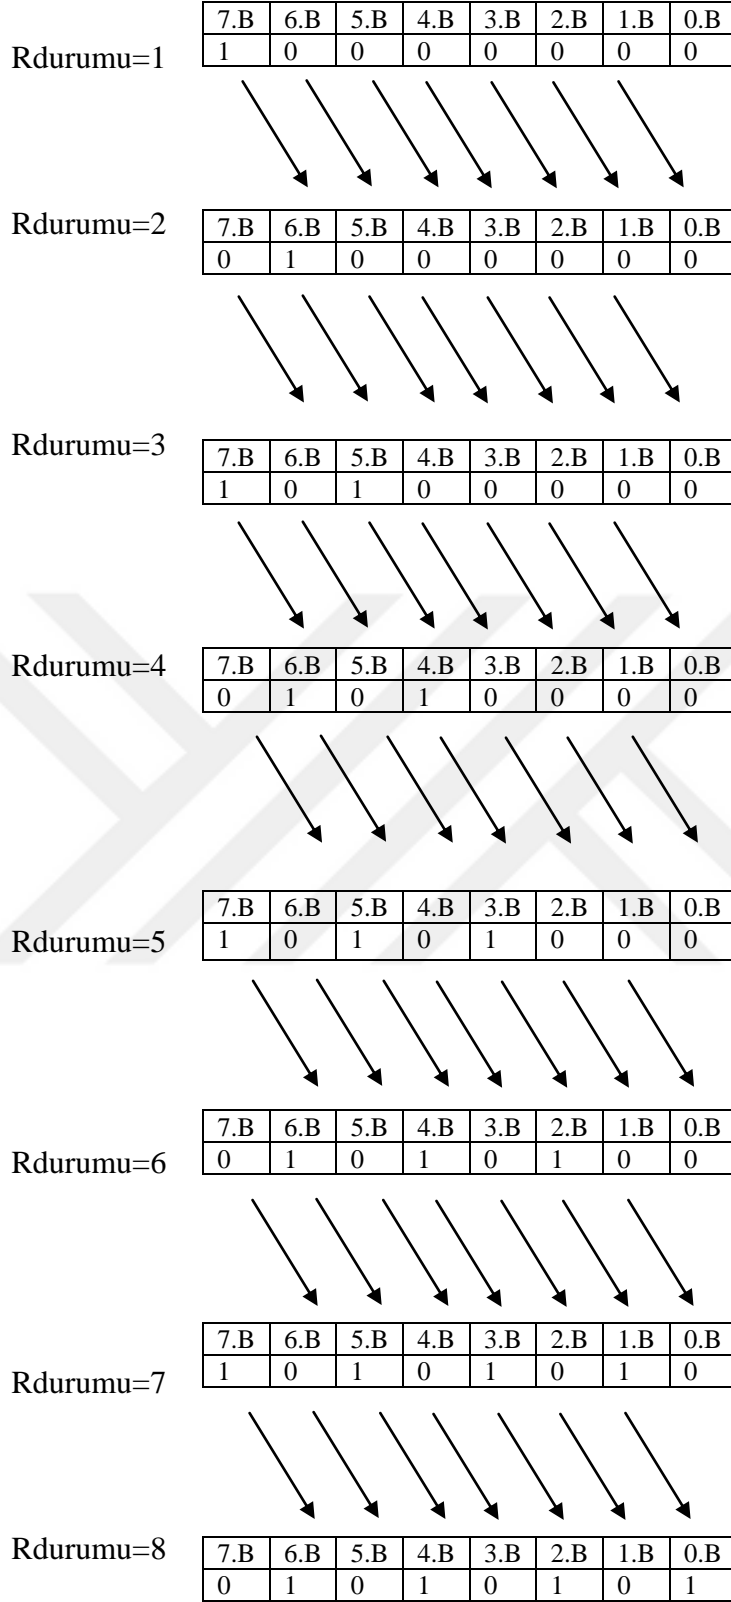 7.B 6.B 5.B 4.B 3.B 2.B 1.B 0.B
Rdurumu=1 1 0 0 0 0 0 0 0
Rdurumu=2 7.B 6.B 5.B 4.B 3.B 2.B 1.B 0.B
0 1 0 0 0 0 0 0
Rdurumu=3 7.B 6.B 5.B 4.B 3.B 2.B 1.B 0.B
1 0 1 0 0 0 0 0
Rdurumu=4 7.B 6.B 5.B 4.B 3.B 2.B 1.B 0.B
0 1 0 1 0 0 0 0
7.B 6.B 5.B 4.B 3.B 2.B 1.B 0.B
Rdurumu=5 1 0 1 0 1 0 0 0
7.B 6.B 5.B 4.B 3.B 2.B 1.B 0.B
Rdurumu=6 0 1 0 1 0 1 0 0
7.B 6.B 5.B 4.B 3.B 2.B 1.B 0.B
Rdurumu=7 1 0 1 0 1 0 1 0
Rdurumu=8 7.B 6.B 5.B 4.B 3.B 2.B 1.B 0.B
0 1 0 1 0 1 0 1